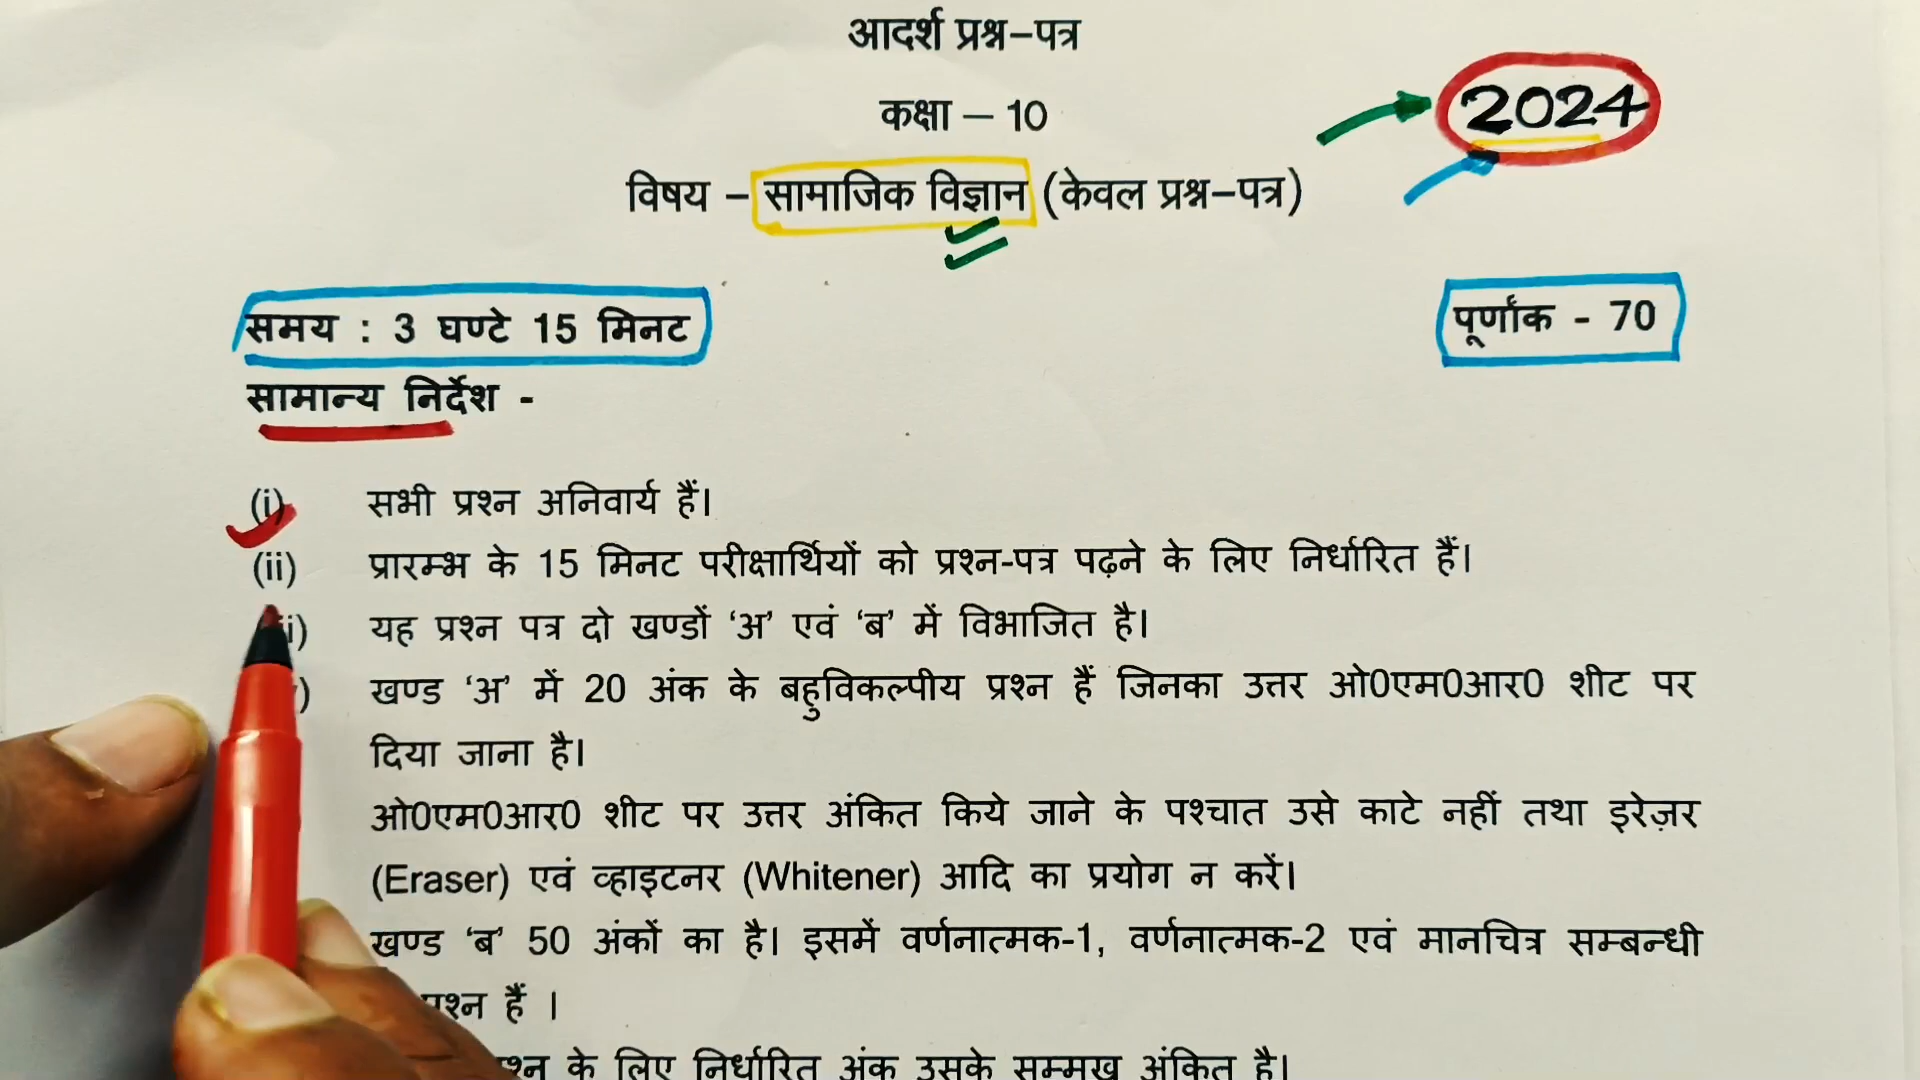 आदर्श प्रश्न–पत्र
कक्षा – 10
2024
विषय – सामाजिक विज्ञान (केवल प्रश्न–पत्र)
समय : 3 घण्टे 15 मिनट
पूर्णांक - 70
सामान्य निर्देश -
(i) सभी प्रश्न अनिवार्य हैं।
(ii) प्रारम्भ के 15 मिनट परीक्षार्थियों को प्रश्न-पत्र पढ़ने के लिए निर्धारित हैं।
यह प्रश्न पत्र दो खण्डों ‘अ’ एवं ‘ब’ में विभाजित है।
खण्ड ‘अ’ में 20 अंक के बहुविकल्पीय प्रश्न हैं जिनका उत्तर ओ0एम0आर0 शीट पर
दिया जाना है।
ओ0एम0आर0 शीट पर उत्तर अंकित किये जाने के पश्चात उसे काटे नहीं तथा इरेज़र
(Eraser) एवं व्हाइटनर (Whitener) आदि का प्रयोग न करें।
खण्ड ‘ब’ 50 अंकों का है। इसमें वर्णनात्मक-1, वर्णनात्मक-2 एवं मानचित्र सम्बन्धी
प्रश्न हैं ।
के लिए निर्धारित अंक उसके सम्मुख अंकित है।